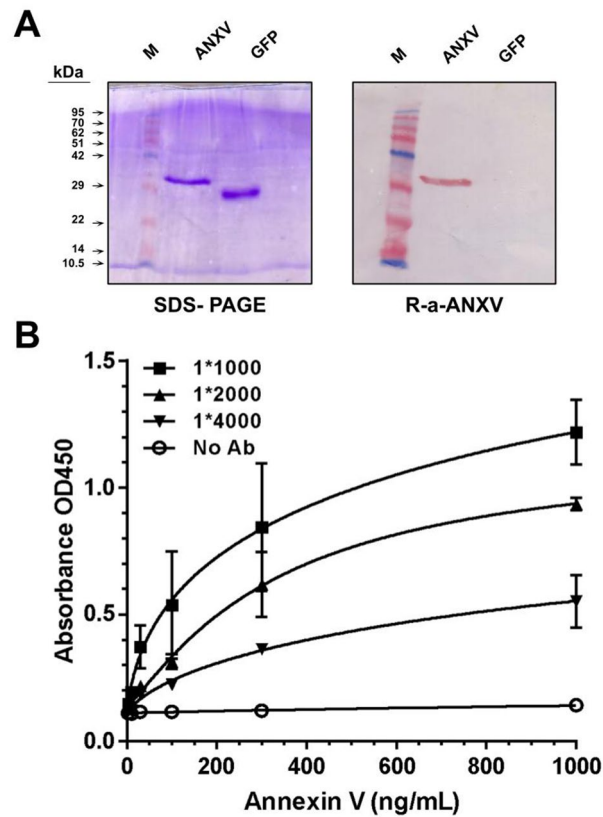 A
M ANXV GFP
M ANXV GFP
kDa
95
70
62
51
42
29
22
14
10.5
SDS- PAGE
R-a-ANXV
B
1*1000
1*2000
1*4000
No Ab
Absorbance OD450
1.5
1.0
0.5
0.0
0 200 400 600 800 1000
Annexin V (ng/mL)